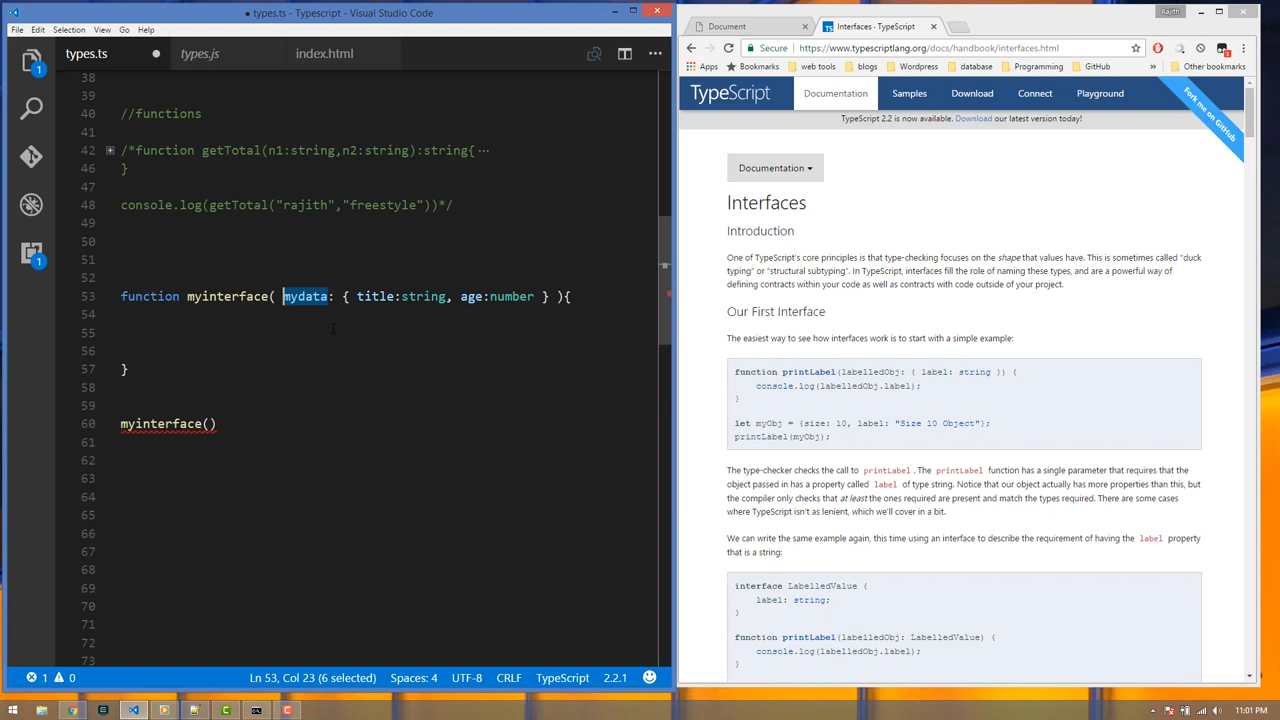 ● types.ts - Typescript - Visual Studio Code
File Edit Selection View Go Help
types.ts types.js index.html
38
39
40 //functions
41
42 /*function getTotal(n1:string,n2:string):string{ ···
46 }
47
48 console.log(getTotal("rajith","freestyle"))*/
49
50
51
52
53 function myinterface( mydata: { title:string, age:number } ){
54
55
56
57 }
58
59
60 myinterface()
61
62
63
64
65
66
67
68
69
70
71
72
73
1
1
1 0 Ln 53, Col 23 (6 selected) Spaces: 4 UTF-8 CRLF TypeScript 2.2.1
Rajith
Document Interfaces · TypeScript
Secure https://www.typescriptlang.org/docs/handbook/interfaces.html
Apps Bookmarks web tools blogs Wordpress database Programming GitHub » Other bookmarks
TypeScript Documentation Samples Download Connect Playground
Fork me on GitHub
TypeScript 2.2 is now available. Download our latest version today!
Documentation
Interfaces
Introduction
One of TypeScript's core principles is that type-checking focuses on the shape that values have. This is sometimes called "duck
typing" or "structural subtyping". In TypeScript, interfaces fill the role of naming these types, and are a powerful way of
defining contracts within your code as well as contracts with code outside of your project.
Our First Interface
The easiest way to see how interfaces work is to start with a simple example:
function printLabel(labelledObj: { label: string }) {
console.log(labelledObj.label);
}
let myObj = {size: 10, label: "Size 10 Object"};
printLabel(myObj);
The type-checker checks the call to printLabel. The printLabel function has a single parameter that requires that the
object passed in has a property called label of type string. Notice that our object actually has more properties than this, but
the compiler only checks that at least the ones required are present and match the types required. There are some cases
where TypeScript isn't as lenient, which we'll cover in a bit.
We can write the same example again, this time using an interface to describe the requirement of having the label property
that is a string:
interface LabelledValue {
label: string;
}
function printLabel(labelledObj: LabelledValue) {
console.log(labelledObj.label);
}
11:01 PM